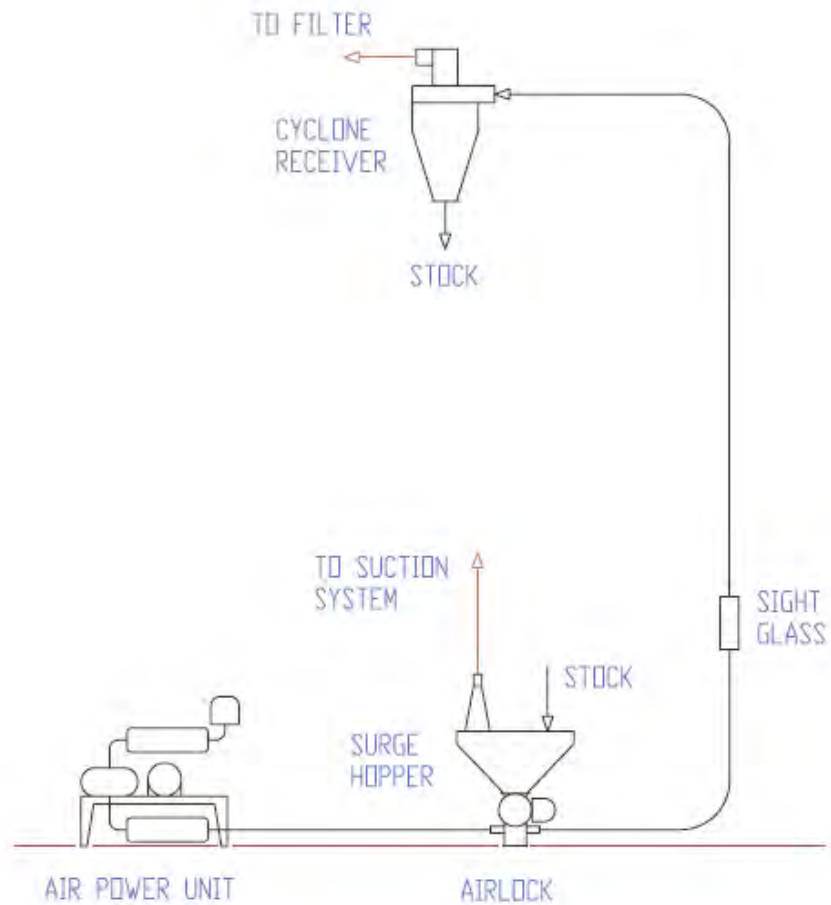 TO FILTER
CYCLONE
RECEIVER
STOCK
TO SUCTION
SYSTEM
SIGHT
GLASS
STOCK
SURGE
HOPPER
AIR POWER UNIT
AIRLOCK